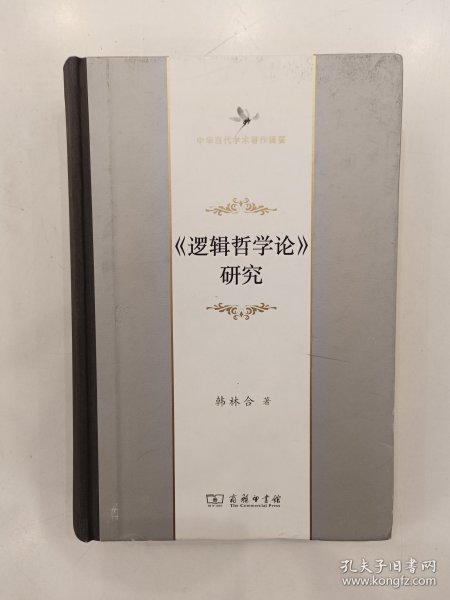 中华当代学术著作辑要
《逻辑哲学论》
研究
韩林合 著
商务印书馆
The Commercial Press
孔夫子旧书网
www.kongfz.com